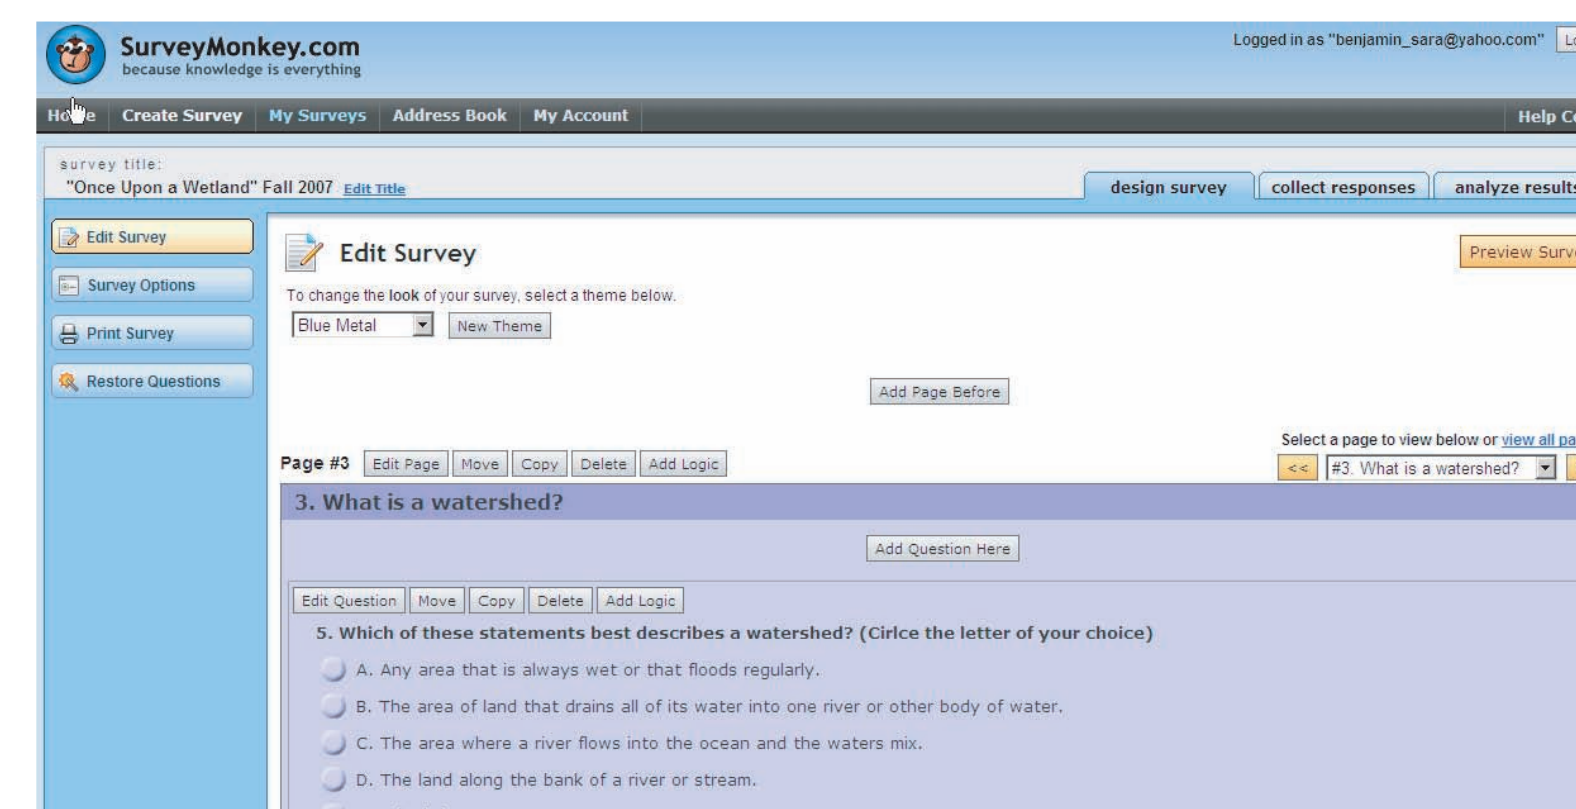 SurveyMonkey.com
because knowledge is everything
Logged in as "benjamin_sara@yahoo.com"
Home Create Survey My Surveys Address Book My Account Help
survey title:
"Once Upon a Wetland" Fall 2007 Edit Title
design survey collect responses analyze results
Edit Survey
Survey Options
Print Survey
Restore Questions
Edit Survey
Preview
To change the look of your survey, select a theme below.
Blue Metal New Theme
Add Page Before
Select a page to view below or view all
Page #3 Edit Page Move Copy Delete Add Logic << #3. What is a watershed?
3. What is a watershed?
Add Question Here
Edit Question Move Copy Delete Add Logic
5. Which of these statements best describes a watershed? (Cirlce the letter of your choice)
A. Any area that is always wet or that floods regularly.
B. The area of land that drains all of its water into one river or other body of water.
C. The area where a river flows into the ocean and the waters mix.
D. The land along the bank of a river or stream.